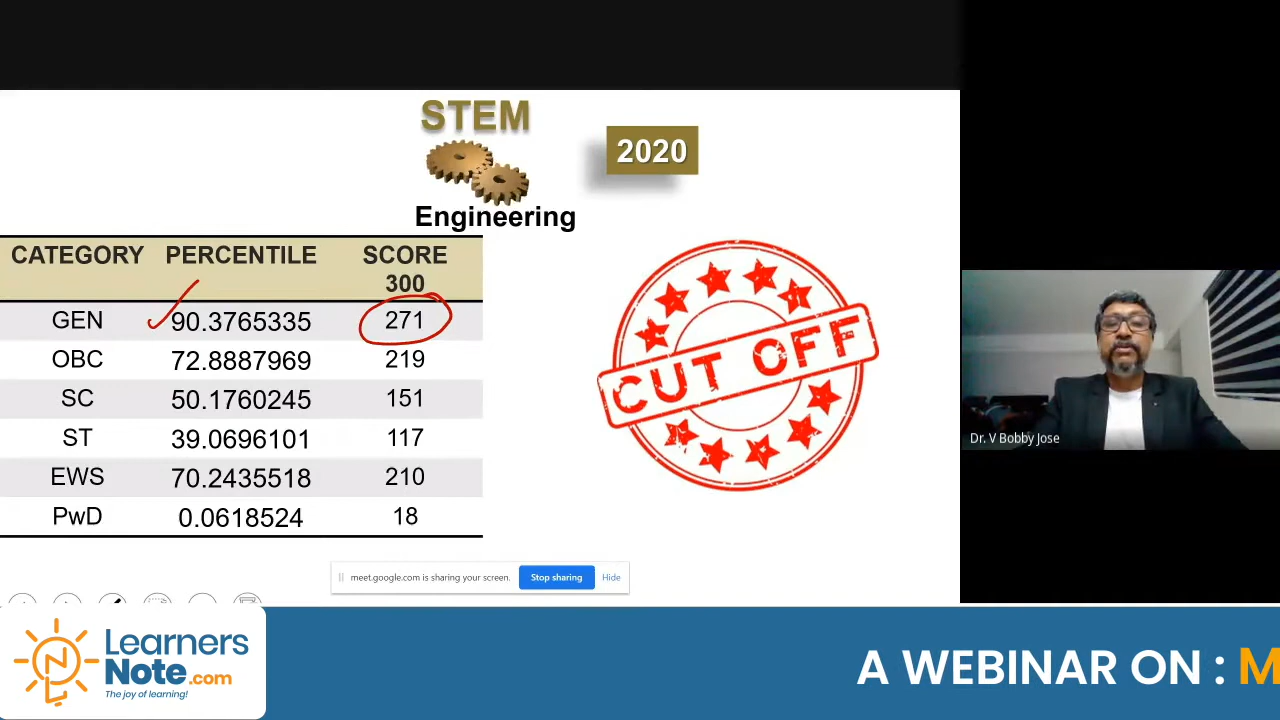 STEM
2020
Engineering
CATEGORY PERCENTILE SCORE 300
GEN 90.3765335 271
OBC 72.8887969 219
SC 50.1760245 151
ST 39.0696101 117
EWS 70.2435518 210
PwD 0.0618524 18
CUT OFF
Dr. V Bobby Jose
meet.google.com is sharing your screen. Stop sharing Hide
Learners
Note.com
The joy of learning!
A WEBINAR ON : M